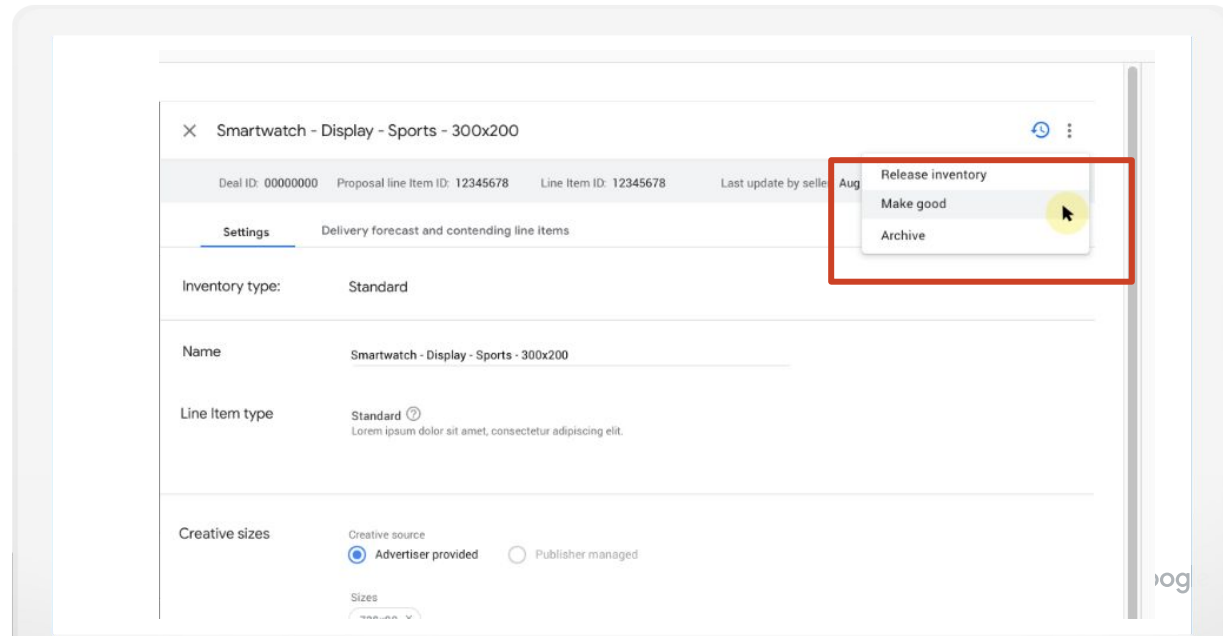 Smartwatch - Display - Sports - 300x200
Deal ID: 00000000 Proposal line Item ID: 12345678 Line Item ID: 12345678 Last update by selle Aug
Release inventory
Make good
Archive
Settings Delivery forecast and contending line items
Inventory type: Standard
Name Smartwatch - Display - Sports - 300x200
Line Item type Standard
Lorem ipsum dolor sit amet, consectetur adipiscing elit.
Creative sizes Creative source
Advertiser provided Publisher managed
Sizes